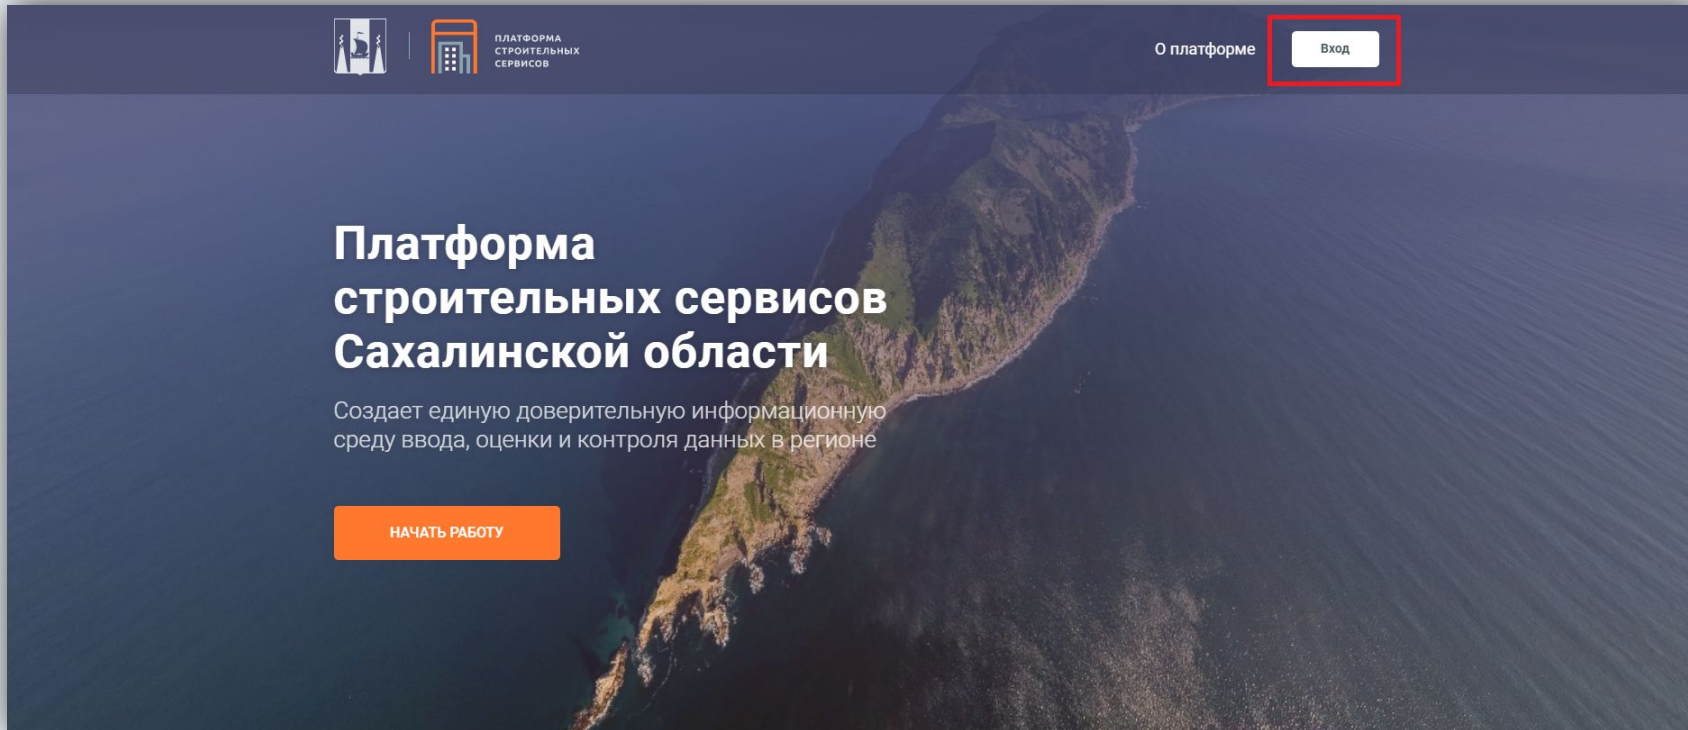 ПЛАТФОРМА
СТРОИТЕЛЬНЫХ
СЕРВИСОВ
О платформе
Вход
Платформа
строительных сервисов
Сахалинской области
Создает единую доверительную информационную
среду ввода, оценки и контроля данных в регионе
НАЧАТЬ РАБОТУ